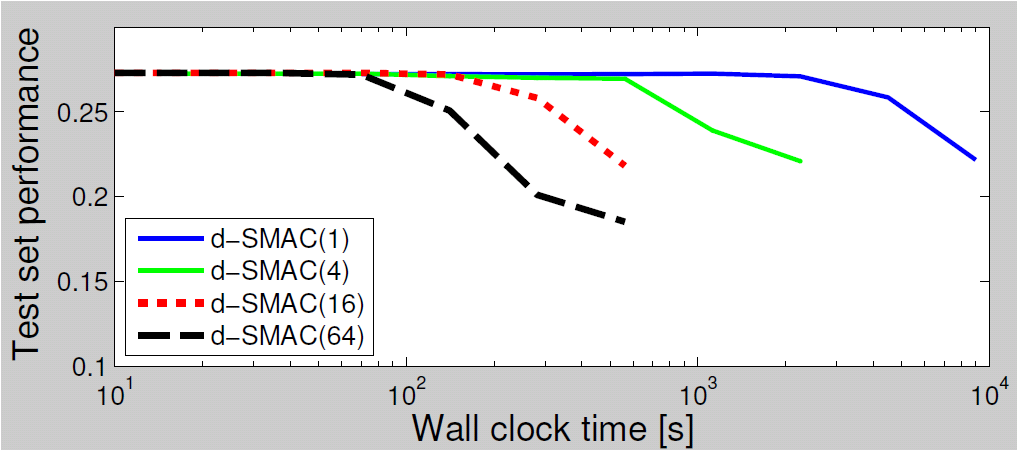 Test set performance
0.25
0.2
0.15
0.1
d-SMAC(1)
d-SMAC(4)
d-SMAC(16)
d-SMAC(64)
10¹ 10² 10³ 10⁴
Wall clock time [s]